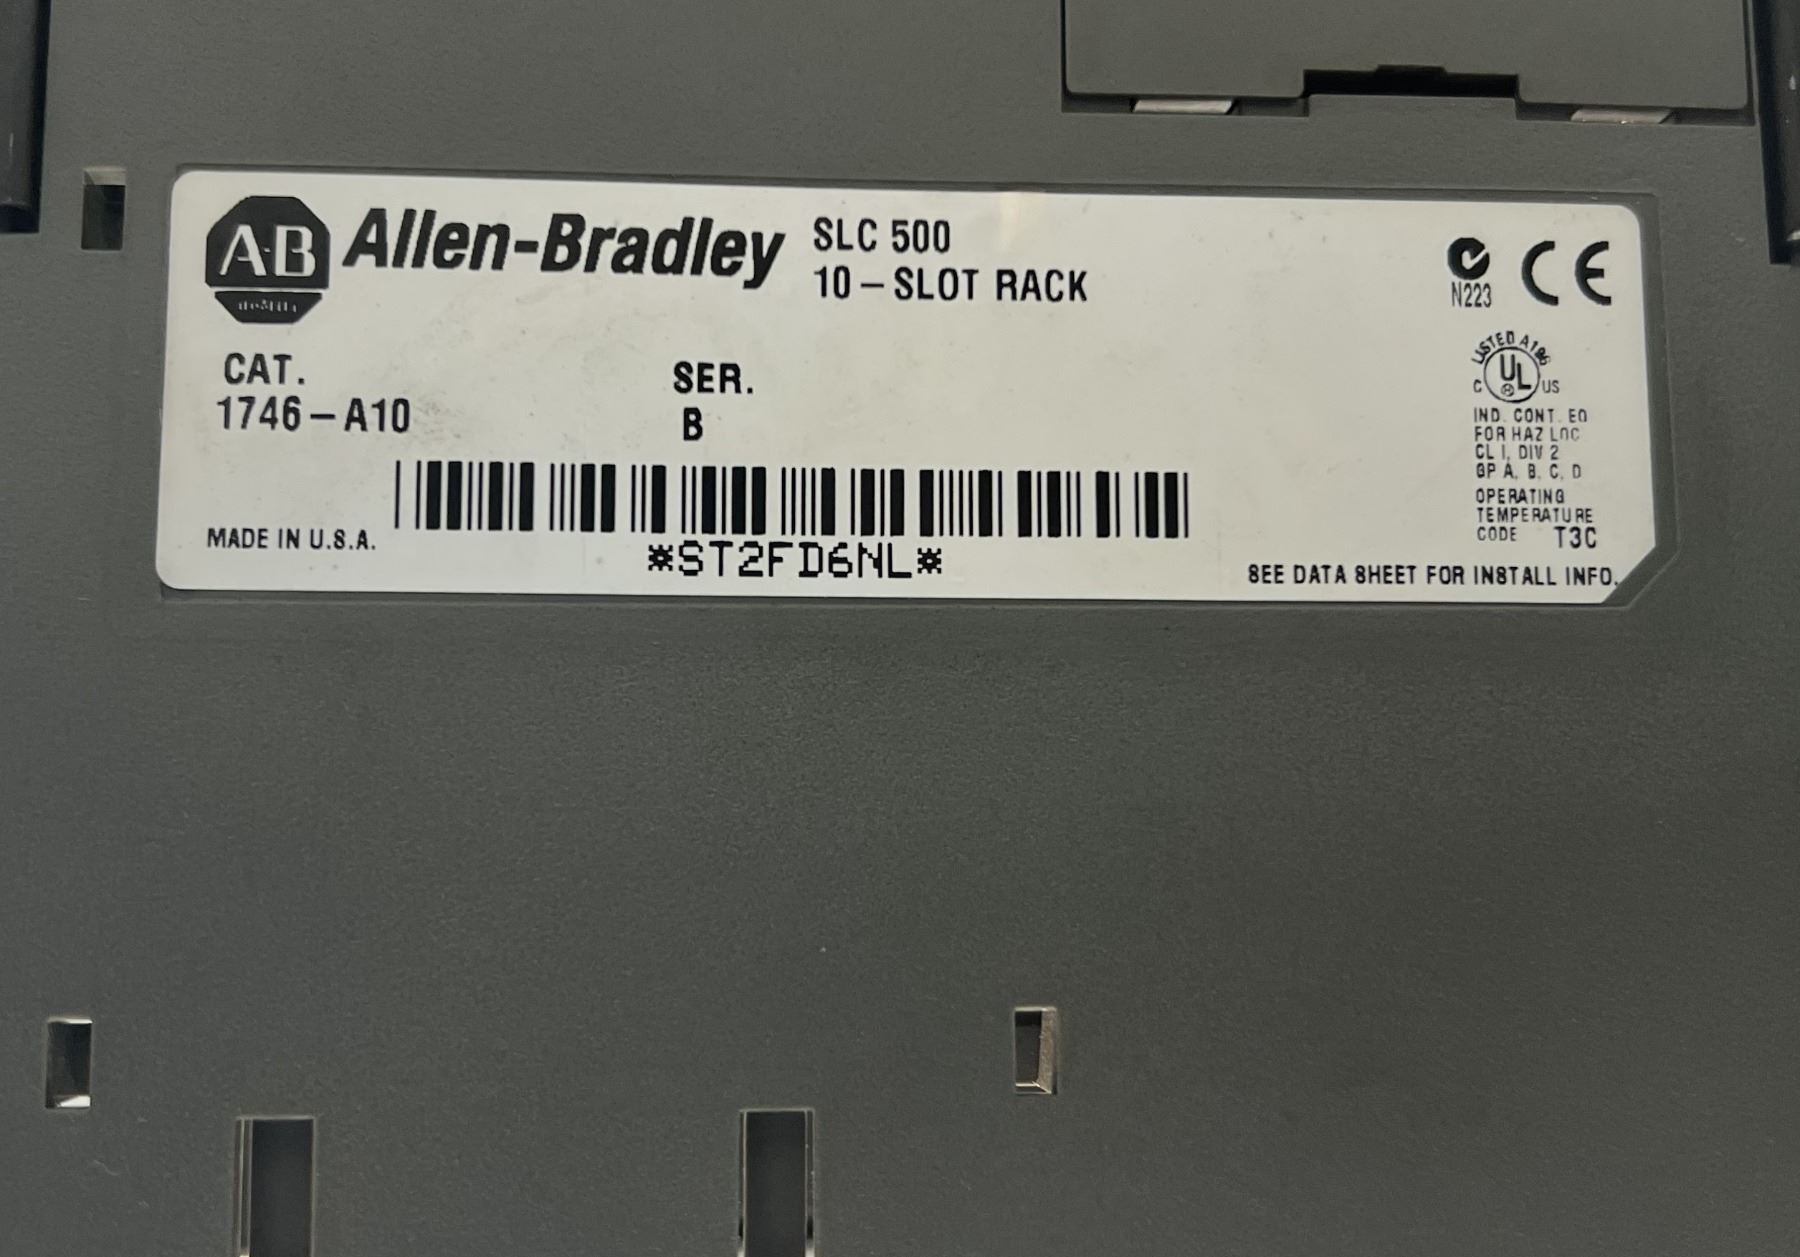 A-B
Allen-Bradley
SLC 500
10-SLOT RACK
N223
CE
CAT.
1746-A10
SER.
B
LISTED A196
C UL US
IND. CONT. EQ
FOR HAZ LOC
CL I, DIV 2
GP A, B, C, D
OPERATING
TEMPERATURE
CODE T3C
MADE IN U.S.A.
*ST2FD6NL*
SEE DATA SHEET FOR INSTALL INFO.